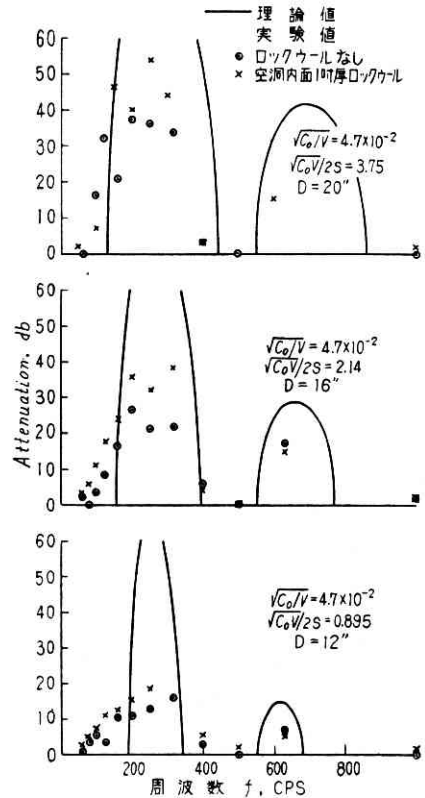 理論値
実験値
ロックウールなし
空洞内面1吋厚ロックウール
60
50
40
30
20
10
0
√C₀/V = 4.7×10⁻²
√C₀V/2S = 3.75
D = 20"
60
50
40
30
20
10
0
Attenuation, db
√C₀/V = 4.7×10⁻²
√C₀V/2S = 2.14
D = 16"
60
50
40
30
20
10
0
√C₀/V = 4.7×10⁻²
√C₀V/2S = 0.895
D = 12"
200 400 600 800
周波数 f, CPS